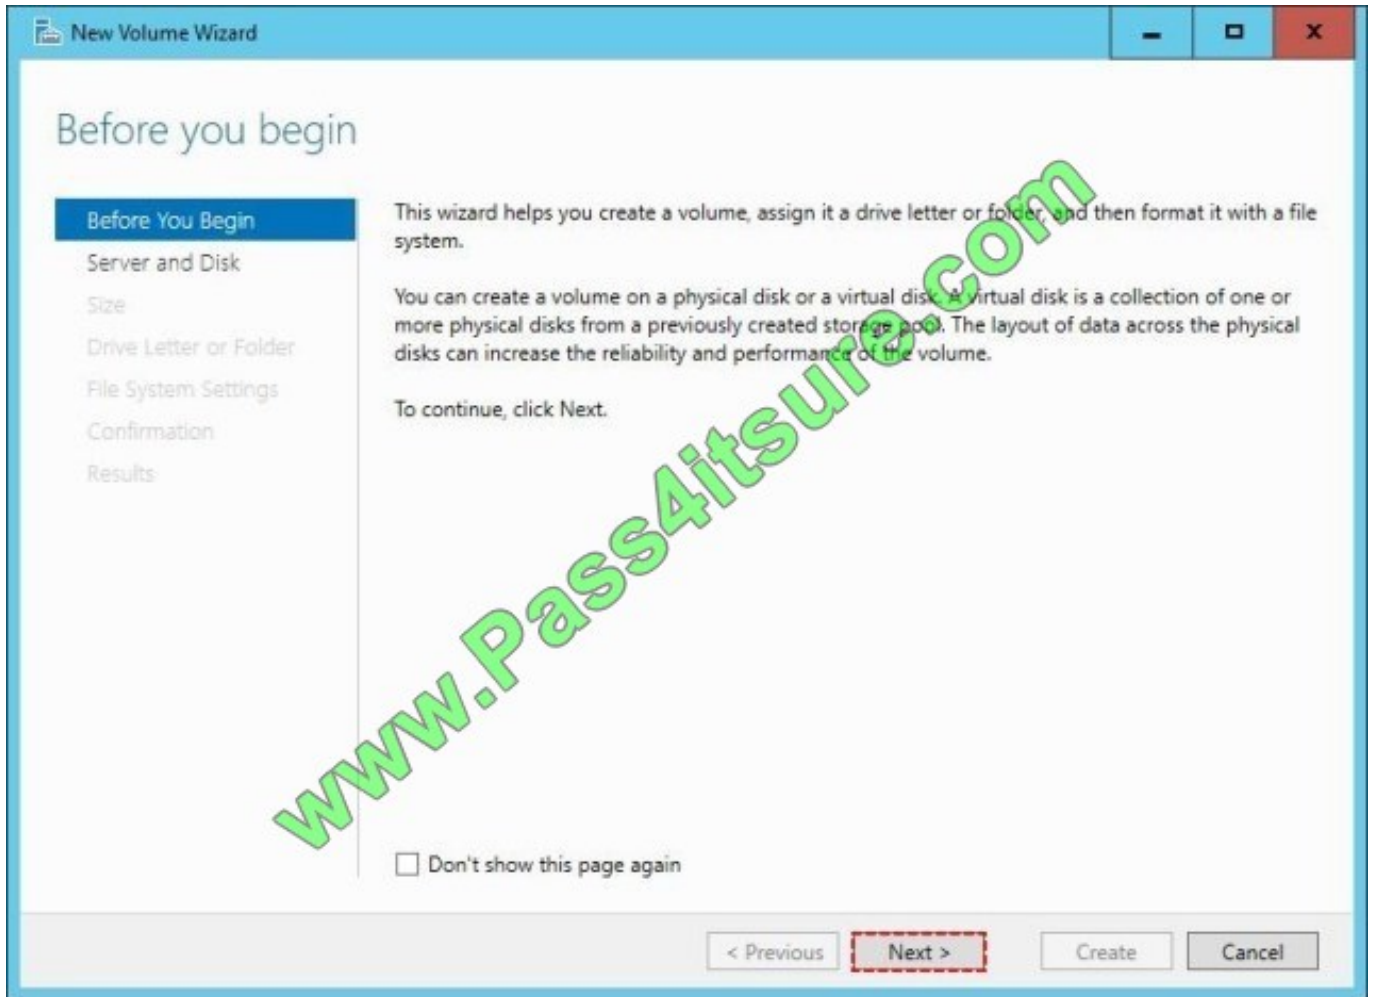 New Volume Wizard
Before you begin
Before You Begin
Server and Disk
Size
Drive Letter or Folder
File System Settings
Confirmation
Results
This wizard helps you create a volume, assign it a drive letter or folder, and then format it with a file
system.
You can create a volume on a physical disk or a virtual disk. A virtual disk is a collection of one or
more physical disks from a previously created storage pool. The layout of data across the physical
disks can increase the reliability and performance of the volume.
To continue, click Next.
www.Pass4itsure.com
Don't show this page again
< Previous
Next >
Create
Cancel